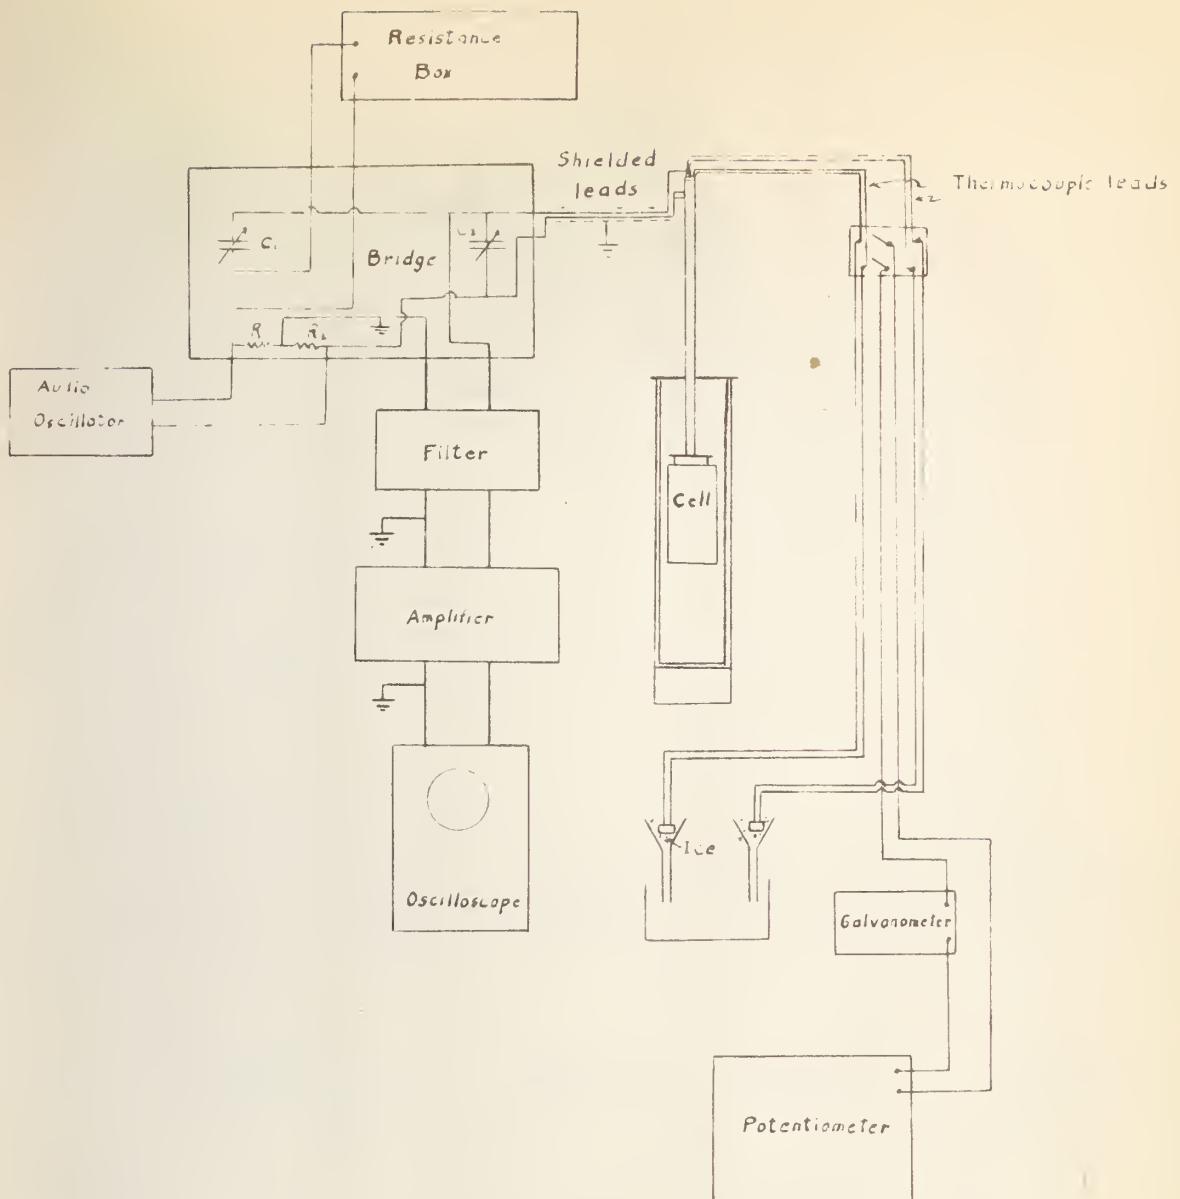 Resistance
Box
Shielded
leads
Thermocouple leads
2
C₁
C₂
Bridge
R
R₂
Audio
Oscillator
Filter
Cell
Amplifier
Ice
Oscilloscope
Galvanometer
Potentiometer